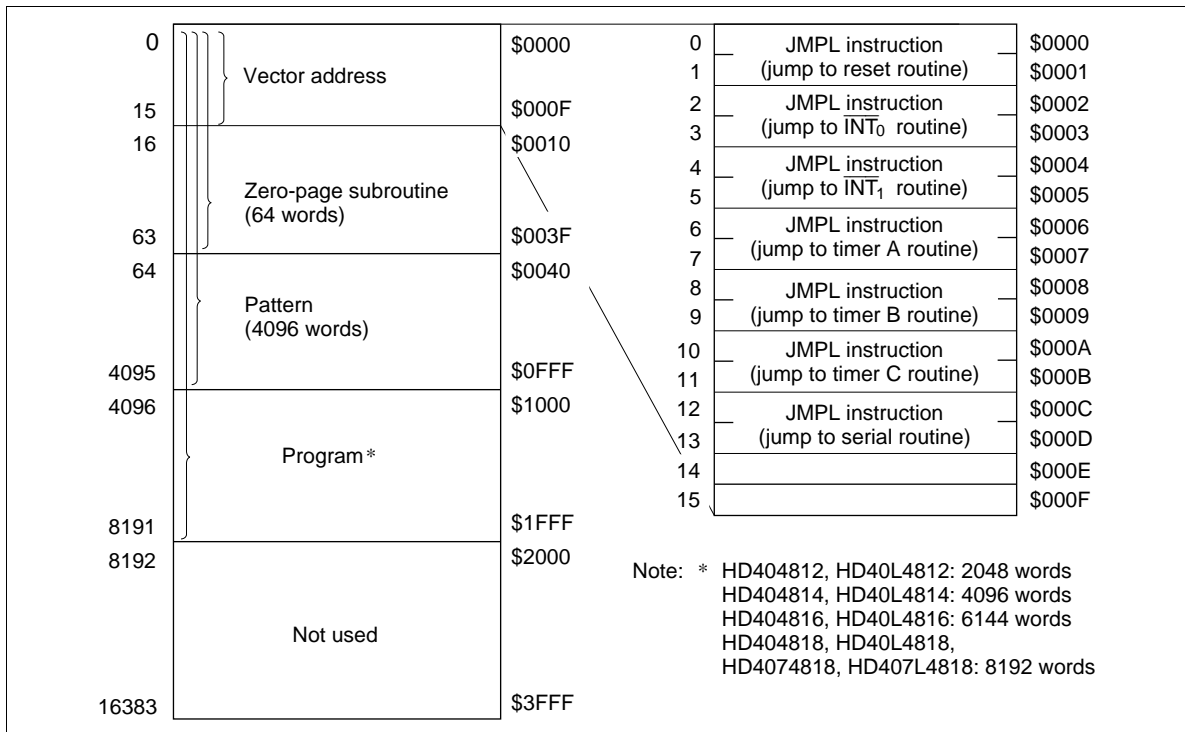 0 $0000
Vector address
15 $000F
16 $0010
Zero-page subroutine
(64 words)
63 $003F
64 $0040
Pattern
(4096 words)
4095 $0FFF
4096 $1000
Program*
8191 $1FFF
8192 $2000
Not used
16383 $3FFF
0 JMPL instruction $0000
1 (jump to reset routine) $0001
2 JMPL instruction $0002
3 (jump to I̅N̅T̅₀ routine) $0003
4 JMPL instruction $0004
5 (jump to I̅N̅T̅₁ routine) $0005
6 JMPL instruction $0006
7 (jump to timer A routine) $0007
8 JMPL instruction $0008
9 (jump to timer B routine) $0009
10 JMPL instruction $000A
11 (jump to timer C routine) $000B
12 JMPL instruction $000C
13 (jump to serial routine) $000D
14 $000E
15 $000F
Note: * HD404812, HD40L4812: 2048 words
HD404814, HD40L4814: 4096 words
HD404816, HD40L4816: 6144 words
HD404818, HD40L4818,
HD4074818, HD407L4818: 8192 words